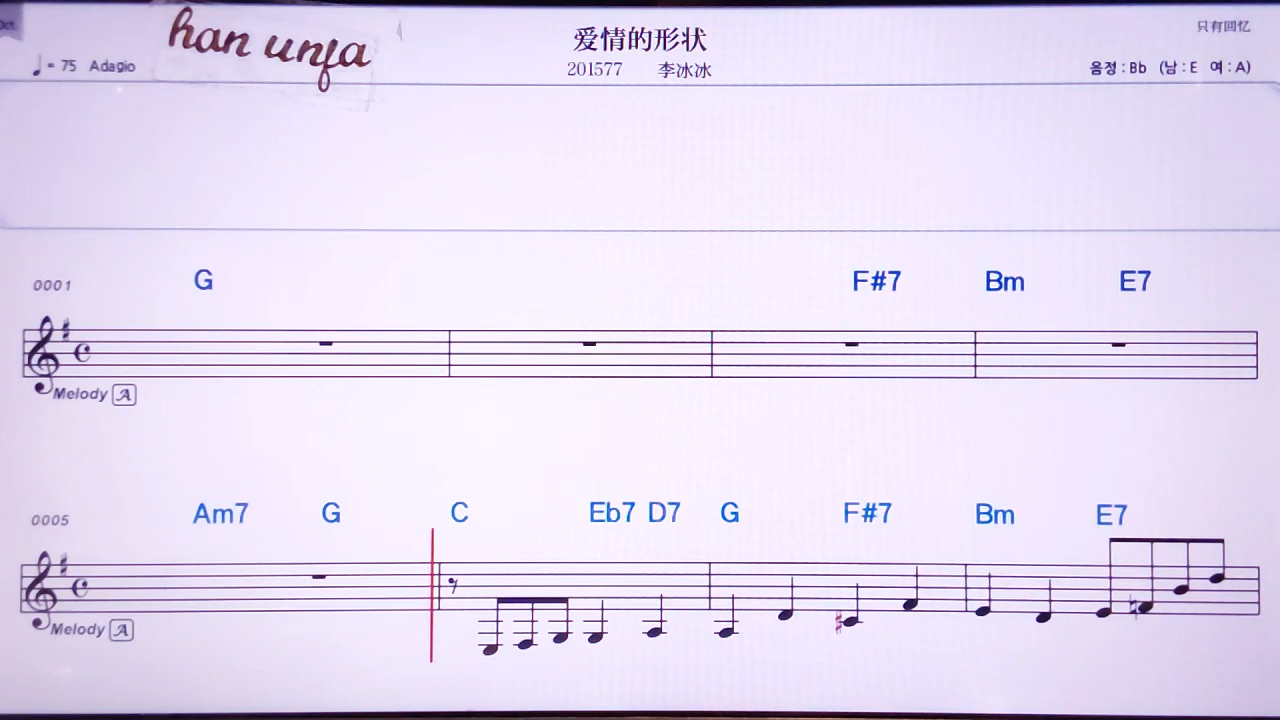 han unfa
爱情的形状
只有回忆
♩= 75 Adagio
201577 李冰冰
음정 : Bb (남 : E 여 : A)
0001 G F#7 Bm E7
Melody A
0005 Am7 G C Eb7 D7 G F#7 Bm E7
Melody A